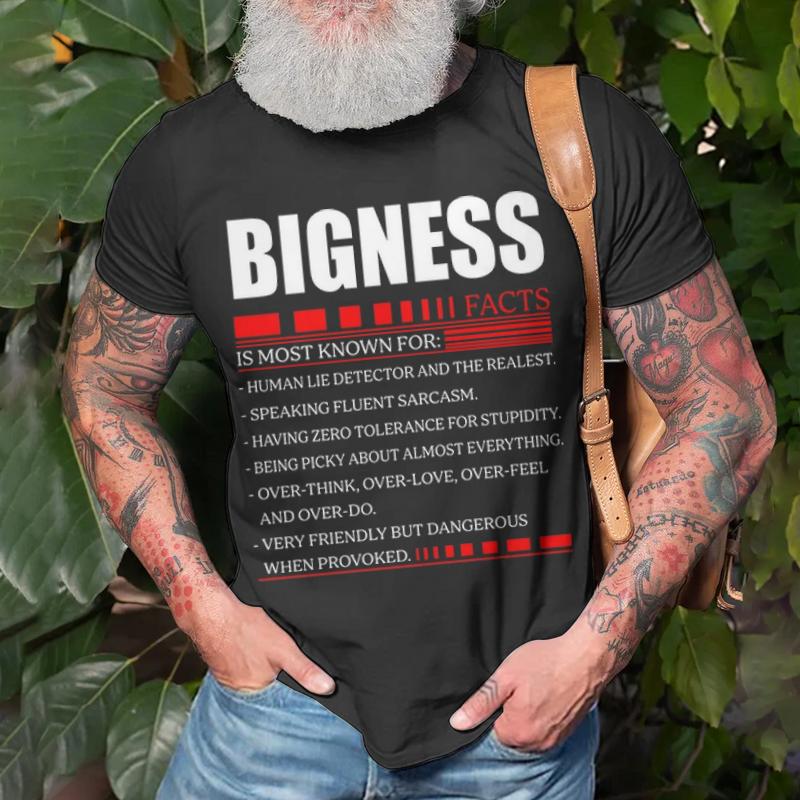 BIGNESS
FACTS
IS MOST KNOWN FOR:
- HUMAN LIE DETECTOR AND THE REALEST.
- SPEAKING FLUENT SARCASM.
- HAVING ZERO TOLERANCE FOR STUPIDITY.
- BEING PICKY ABOUT ALMOST EVERYTHING.
- OVER-THINK, OVER-LOVE, OVER-FEEL
AND OVER-DO.
- VERY FRIENDLY BUT DANGEROUS
WHEN PROVOKED.